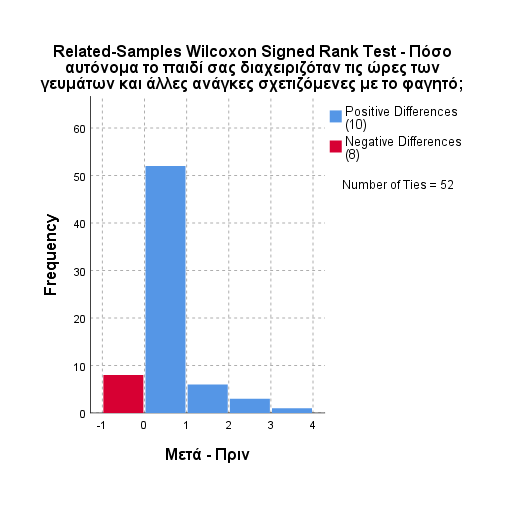 Related-Samples Wilcoxon Signed Rank Test - Πόσο
αυτόνομα το παιδί σας διαχειριζόταν τις ώρες των
γευμάτων και άλλες ανάγκες σχετιζόμενες με το φαγητό;
Positive Differences
(10)
Negative Differences
(8)
Number of Ties = 52
Frequency
60
50
40
30
20
10
0
-1 0 1 2 3 4
Μετά - Πριν